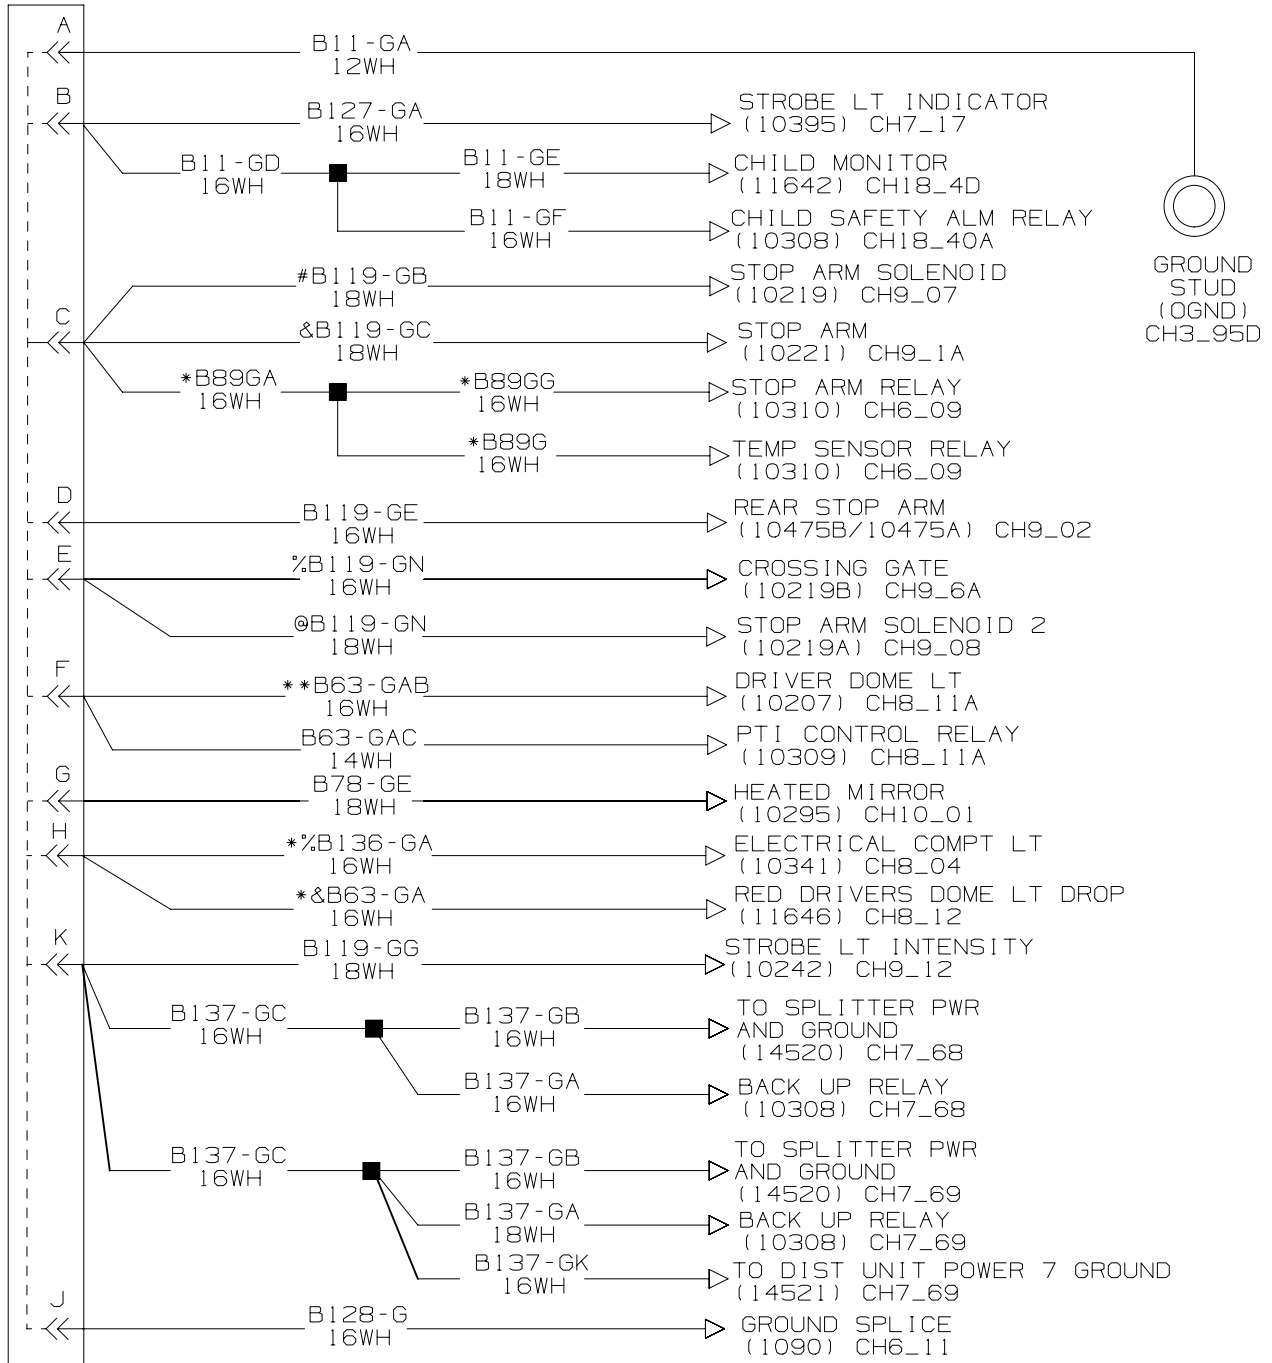 A
B11-GA
12WH
B
B127-GA
16WH
STROBE LT INDICATOR
(10395) CH7_17
B11-GD
16WH
B11-GE
18WH
CHILD MONITOR
(11642) CH18_4D
B11-GF
16WH
CHILD SAFETY ALM RELAY
(10308) CH18_40A
GROUND
STUD
(0GND)
CH3_95D
C
#B119-GB
18WH
STOP ARM SOLENOID
(10219) CH9_07
&B119-GC
18WH
STOP ARM
(10221) CH9_1A
*B89GA
16WH
*B89GG
16WH
STOP ARM RELAY
(10310) CH6_09
*B89G
16WH
TEMP SENSOR RELAY
(10310) CH6_09
D
B119-GE
16WH
REAR STOP ARM
(10475B/10475A) CH9_02
E
%B119-GN
16WH
CROSSING GATE
(10219B) CH9_6A
@B119-GN
18WH
STOP ARM SOLENOID 2
(10219A) CH9_08
F
**B63-GAB
16WH
DRIVER DOME LT
(10207) CH8_11A
B63-GAC
14WH
PTI CONTROL RELAY
(10309) CH8_11A
G
B78-GE
18WH
HEATED MIRROR
(10295) CH10_01
H
*%B136-GA
16WH
ELECTRICAL COMPT LT
(10341) CH8_04
*&B63-GA
16WH
RED DRIVERS DOME LT DROP
(11646) CH8_12
K
B119-GG
18WH
STROBE LT INTENSITY
(10242) CH9_12
B137-GC
16WH
B137-GB
16WH
TO SPLITTER PWR
AND GROUND
(14520) CH7_68
B137-GA
16WH
BACK UP RELAY
(10308) CH7_68
B137-GC
16WH
B137-GB
16WH
TO SPLITTER PWR
AND GROUND
(14520) CH7_69
B137-GA
18WH
BACK UP RELAY
(10308) CH7_69
B137-GK
16WH
TO DIST UNIT POWER 7 GROUND
(14521) CH7_69
J
B128-G
16WH
GROUND SPLICE
(1090) CH6_11